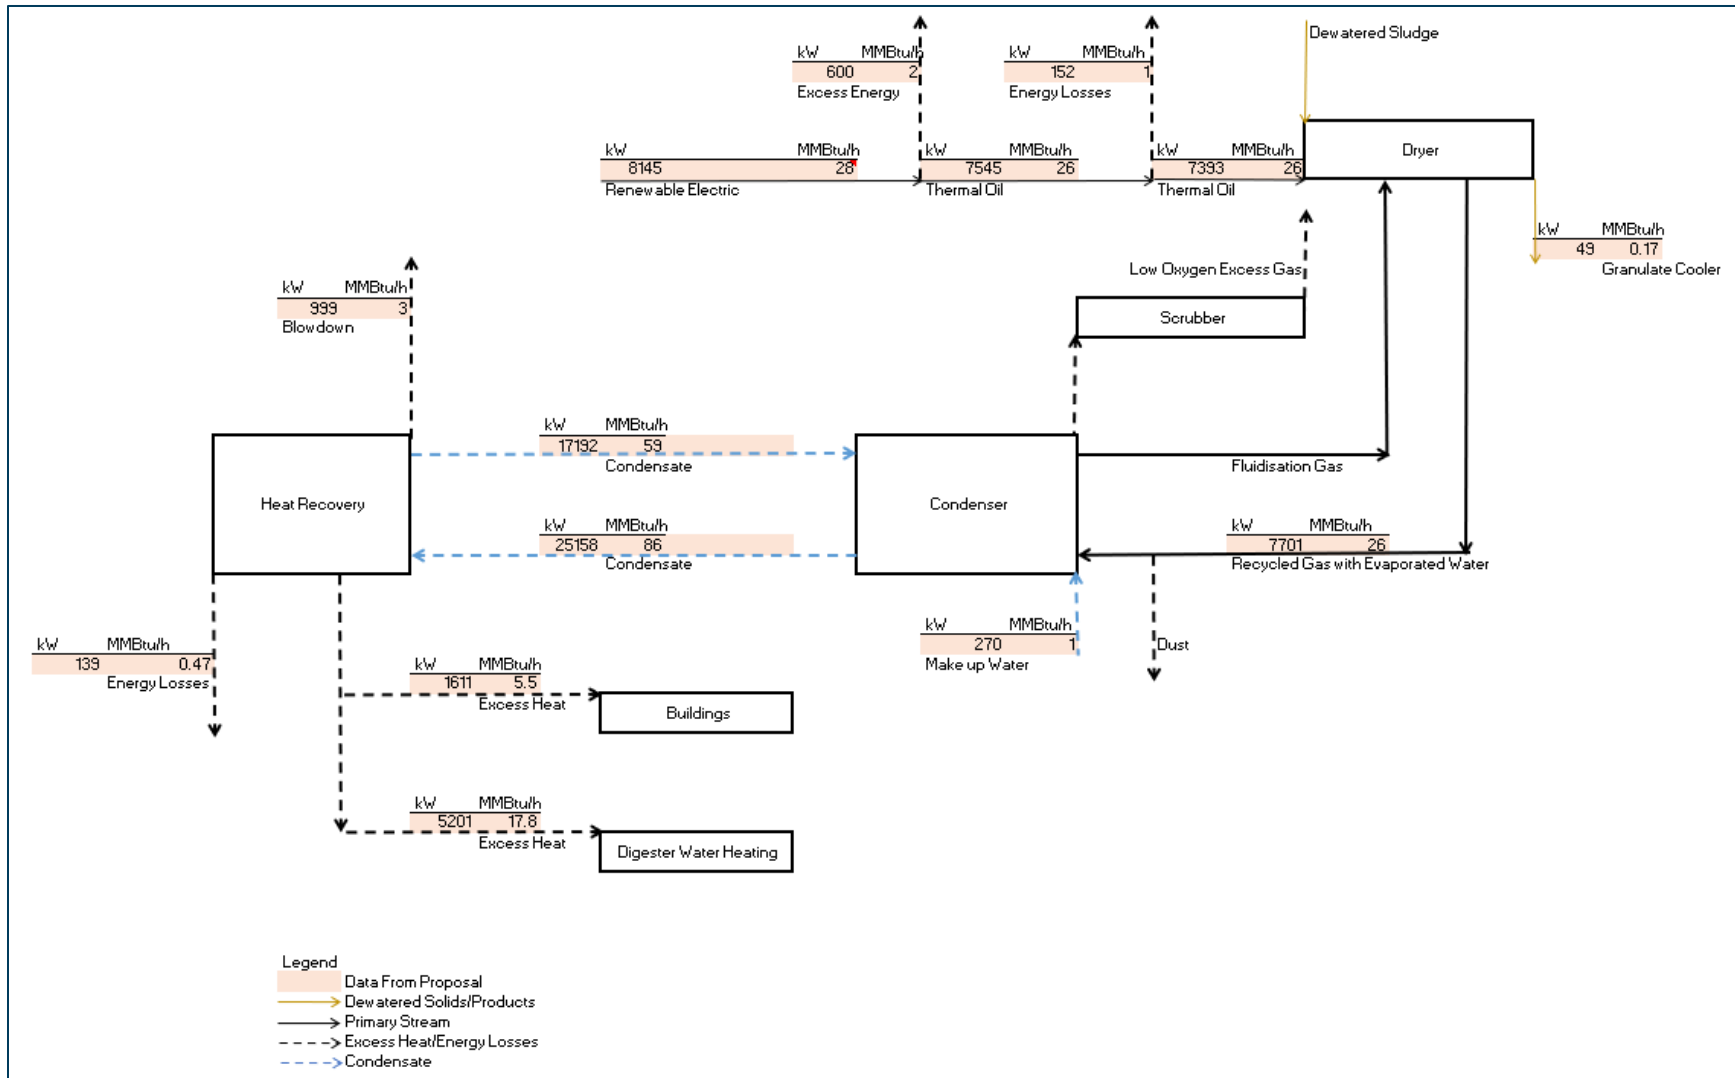 Dewatered Sludge
kW MMBtu/h
600 2
Excess Energy
kW MMBtu/h
152 1
Energy Losses
kW MMBtu/h
8145 28
Renewable Electric
kW MMBtu/h
7545 26
Thermal Oil
kW MMBtu/h
7393 26
Thermal Oil
Dryer
kW MMBtu/h
49 0.17
Granulate Cooler
Low Oxygen Excess Gas
Scrubber
kW MMBtu/h
999 3
Blowdown
kW MMBtu/h
17192 59
Condensate
Fluidisation Gas
Heat Recovery
Condenser
kW MMBtu/h
25158 86
Condensate
kW MMBtu/h
7701 26
Recycled Gas with Evaporated Water
kW MMBtu/h
270 1
Make up Water
Dust
kW MMBtu/h
139 0.47
Energy Losses
kW MMBtu/h
1611 5.5
Excess Heat
Buildings
kW MMBtu/h
5201 17.8
Excess Heat
Digester Water Heating
Legend
Data From Proposal
Dewatered Solids/Products
Primary Stream
Excess Heat/Energy Losses
Condensate